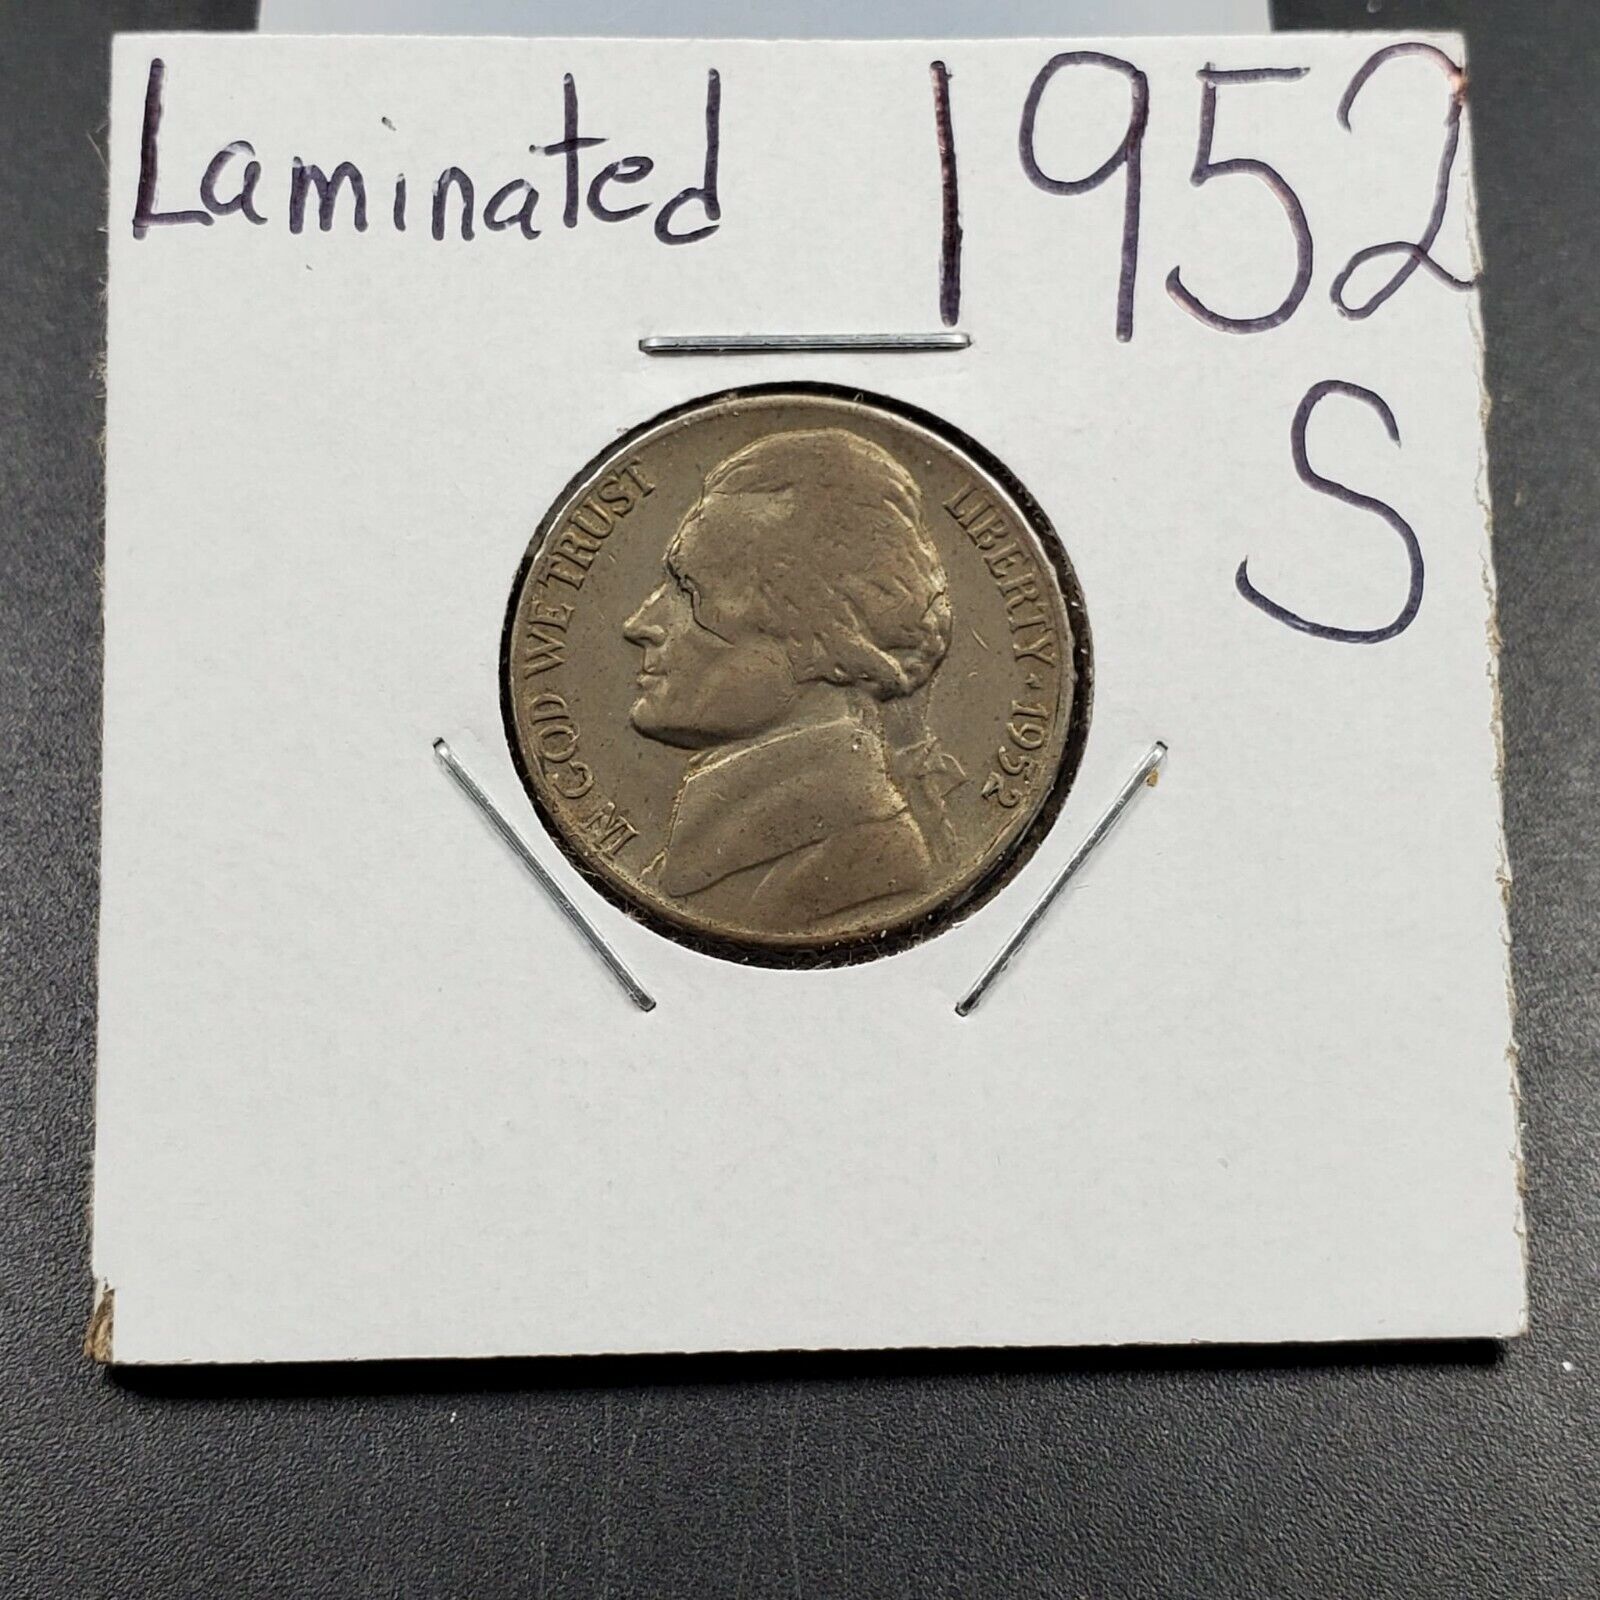 Laminated 1952
S
IN GOD WE TRUST
LIBERTY ★ 1952